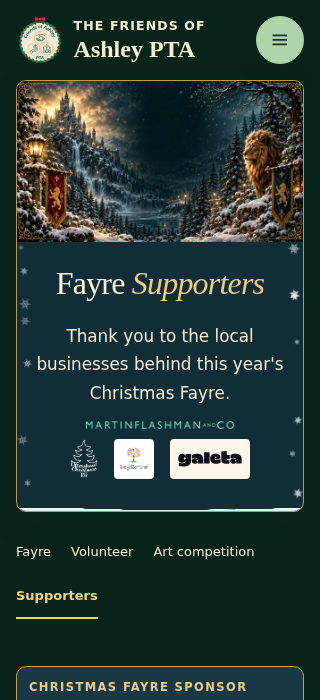 THE FRIENDS OF
Ashley PTA
Fayre Supporters
Thank you to the local
businesses behind this year's
Christmas Fayre.
MARTINFLASHMANANDCO
galeta
Fayre
Volunteer
Art competition
Supporters
CHRISTMAS FAYRE SPONSOR